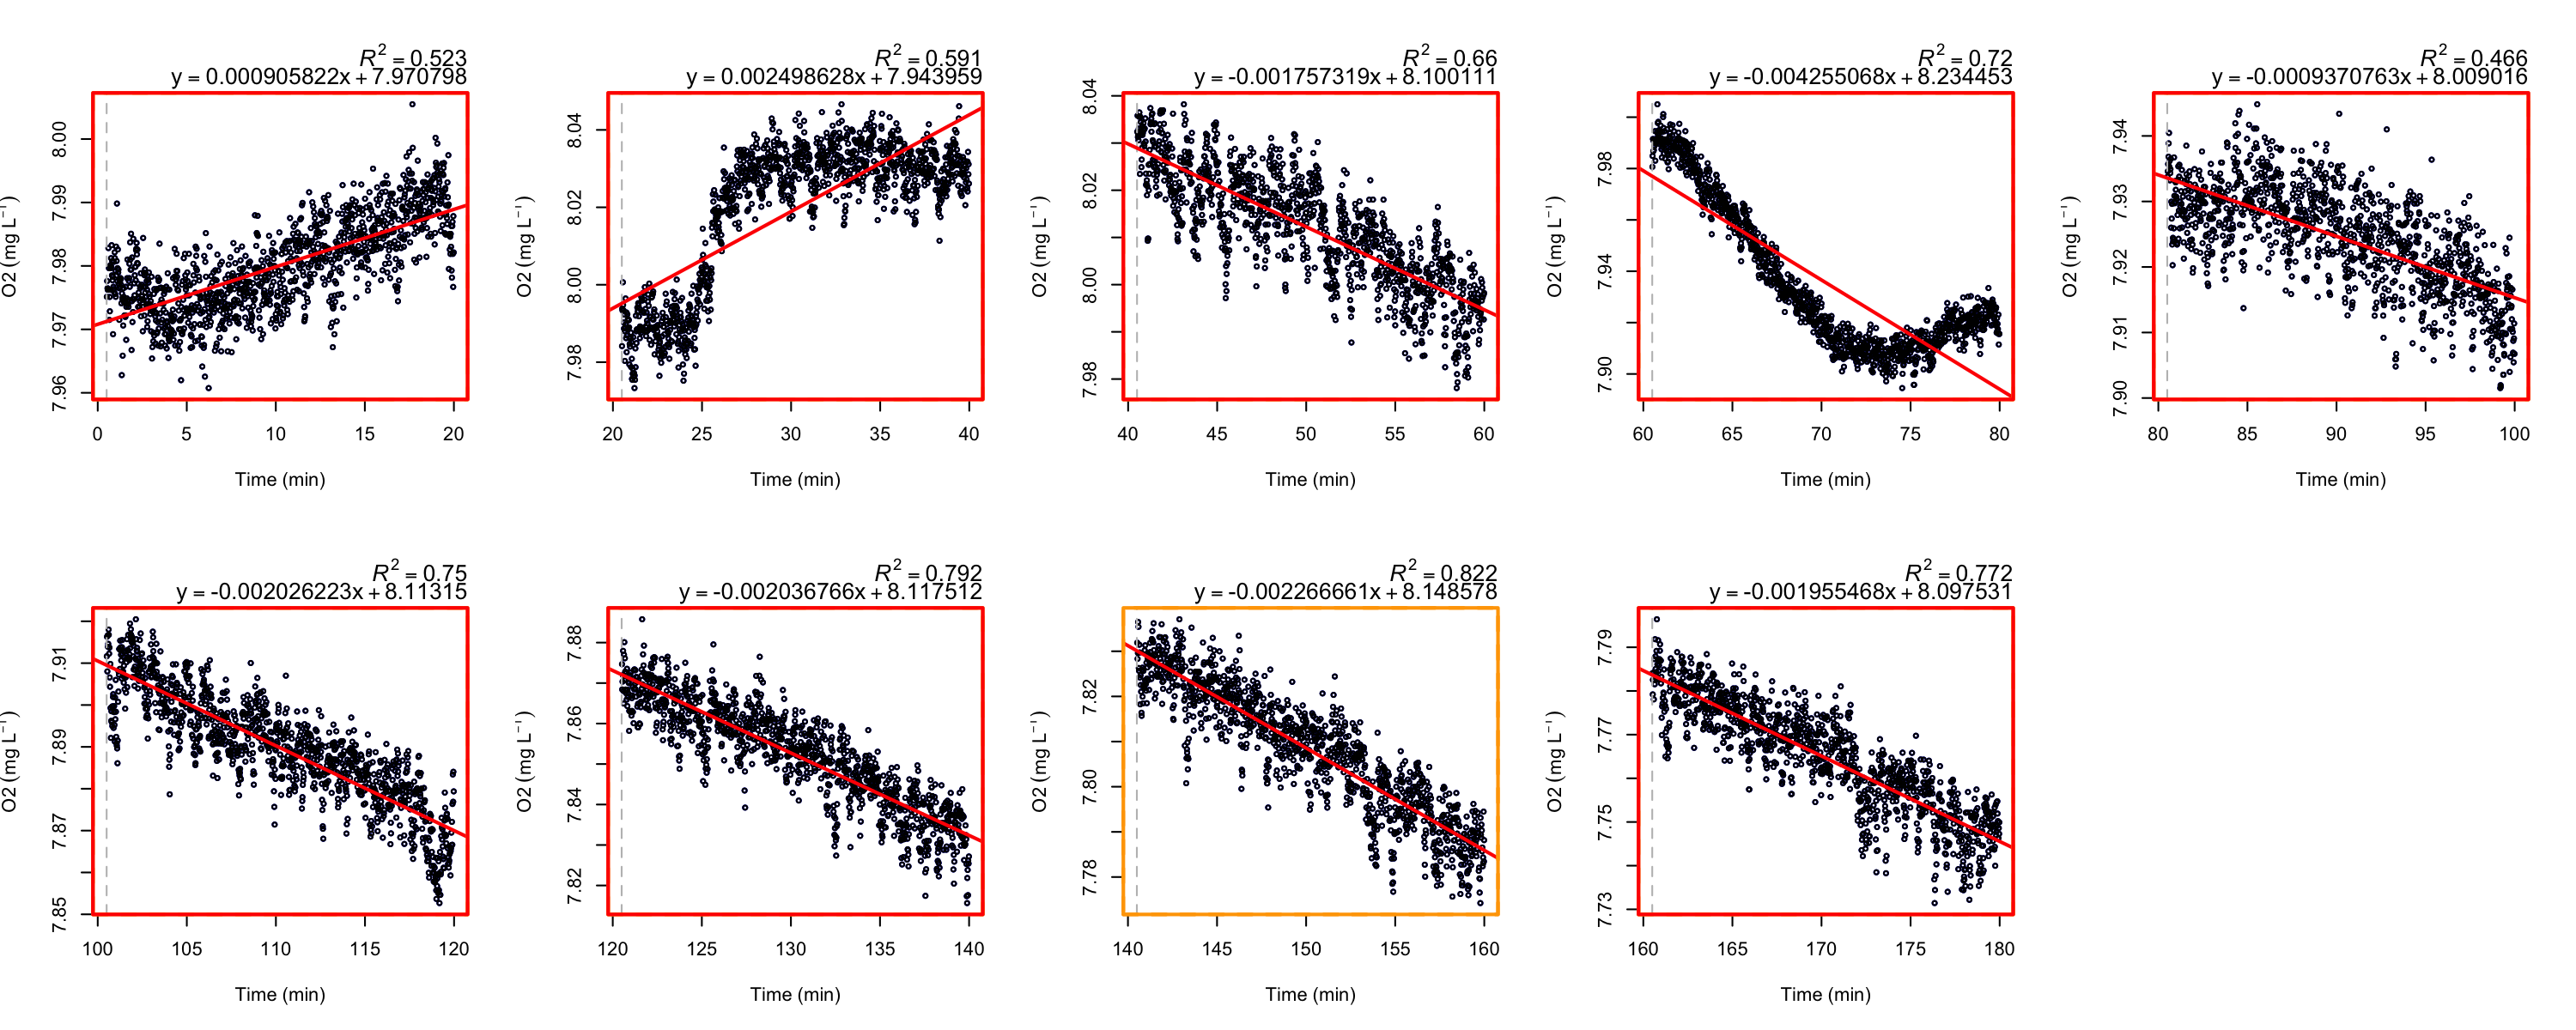 R² = 0.523
y = 0.000905822x + 7.970798
O2 (mg L⁻¹)
7.96 7.97 7.98 7.99 8.00
0 5 10 15 20
Time (min)
R² = 0.591
y = 0.002498628x + 7.943959
O2 (mg L⁻¹)
7.98 8.00 8.02 8.04
20 25 30 35 40
Time (min)
R² = 0.66
y = -0.001757319x + 8.100111
O2 (mg L⁻¹)
7.98 8.00 8.02 8.04
40 45 50 55 60
Time (min)
R² = 0.72
y = -0.004255068x + 8.234453
O2 (mg L⁻¹)
7.90 7.94 7.98
60 65 70 75 80
Time (min)
R² = 0.466
y = -0.0009370763x + 8.009016
O2 (mg L⁻¹)
7.90 7.91 7.92 7.93 7.94
80 85 90 95 100
Time (min)
R² = 0.75
y = -0.002026223x + 8.11315
O2 (mg L⁻¹)
7.85 7.87 7.89 7.91
100 105 110 115 120
Time (min)
R² = 0.792
y = -0.002036766x + 8.117512
O2 (mg L⁻¹)
7.82 7.84 7.86 7.88
120 125 130 135 140
Time (min)
R² = 0.822
y = -0.002266661x + 8.148578
O2 (mg L⁻¹)
7.78 7.80 7.82
140 145 150 155 160
Time (min)
R² = 0.772
y = -0.001955468x + 8.097531
O2 (mg L⁻¹)
7.73 7.75 7.77 7.79
160 165 170 175 180
Time (min)